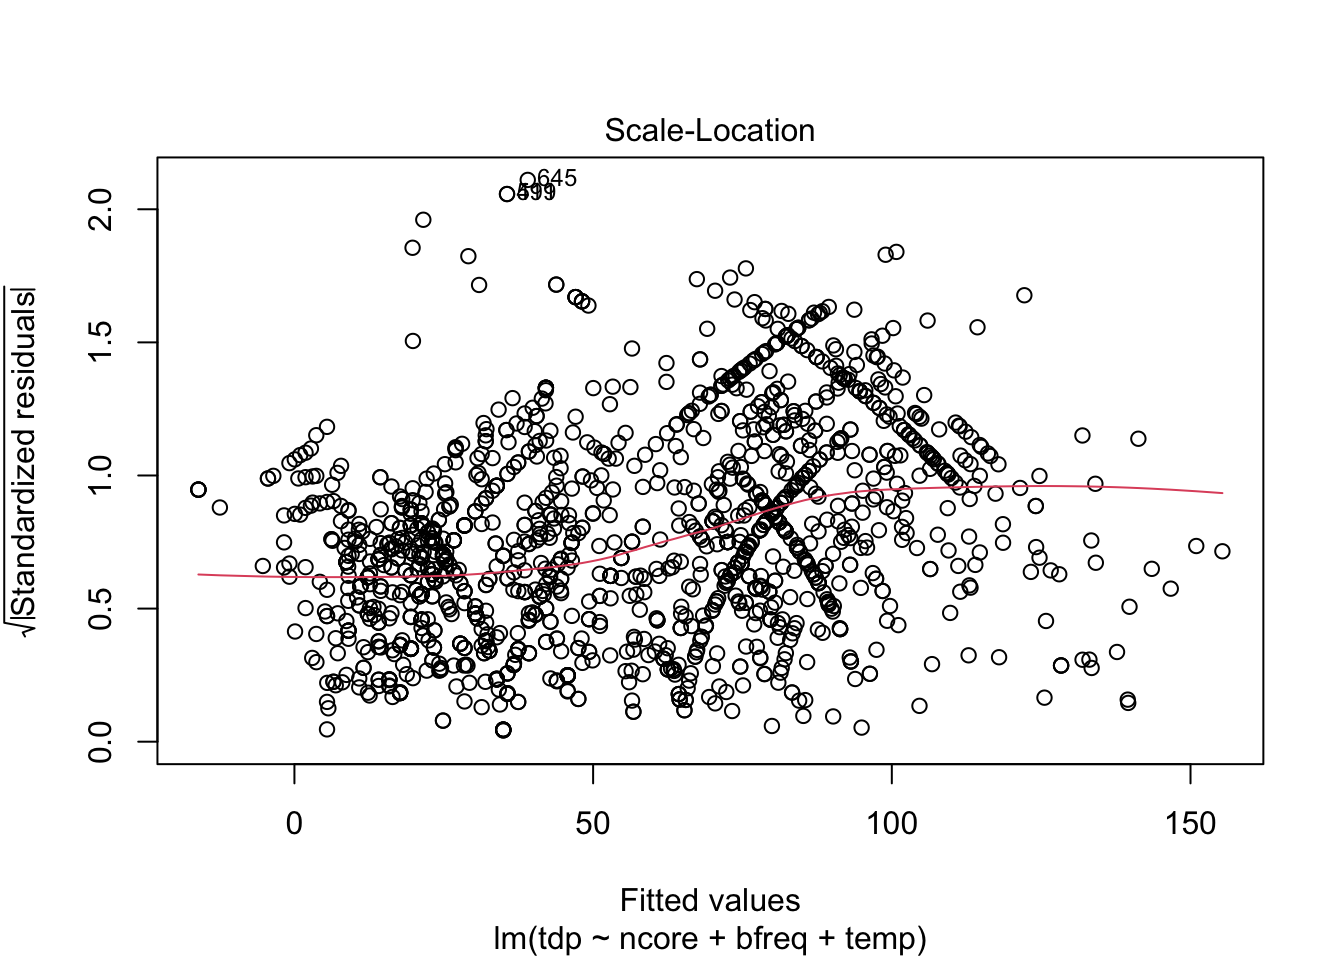 Scale-Location
√|Standardized residuals|
2.0
1.5
1.0
0.5
0.0
645
0
50
100
150
Fitted values
lm(tdp ~ ncore + bfreq + temp)